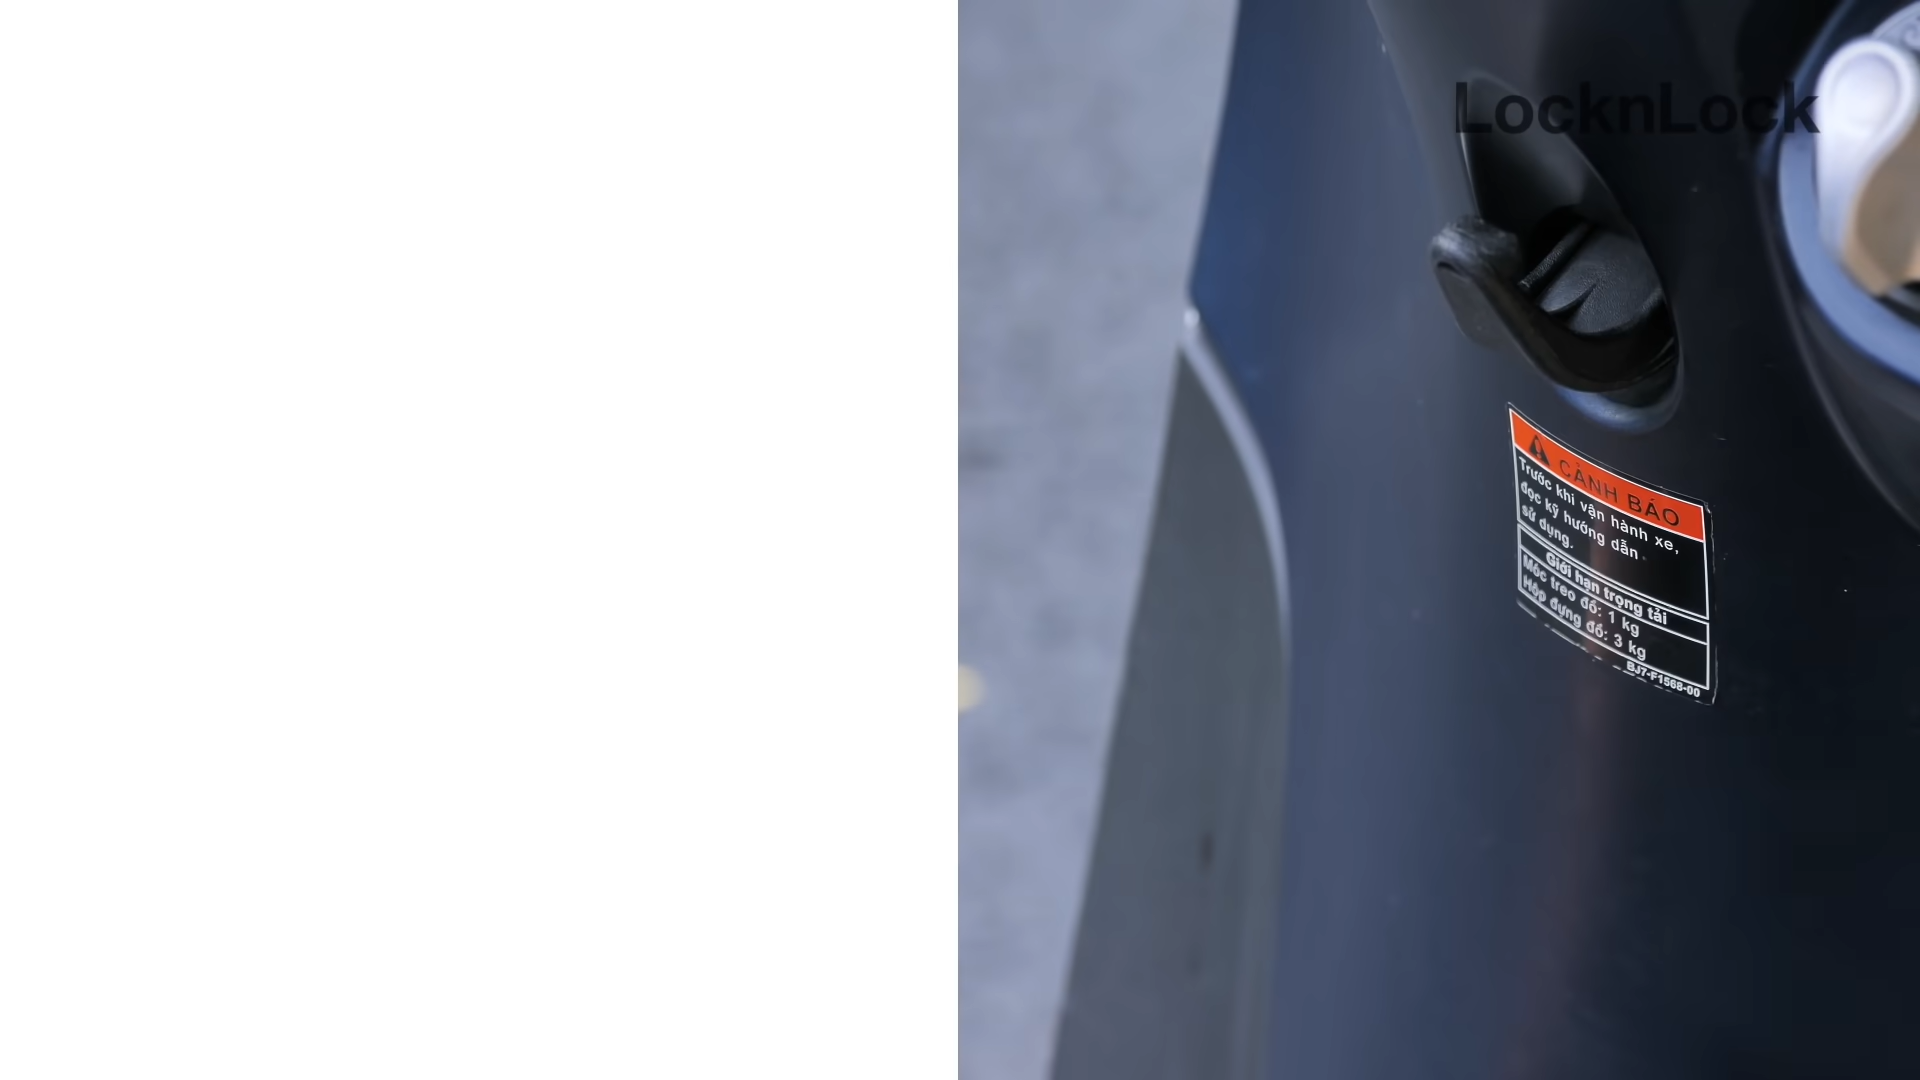 LocknLock
CẢNH BÁO
Trước khi vận hành xe,
đọc kỹ hướng dẫn
sử dụng.
Giới hạn trọng tải
Móc treo đồ: 1 kg
Hộp đựng đồ: 3 kg
BJ7-F1568-00